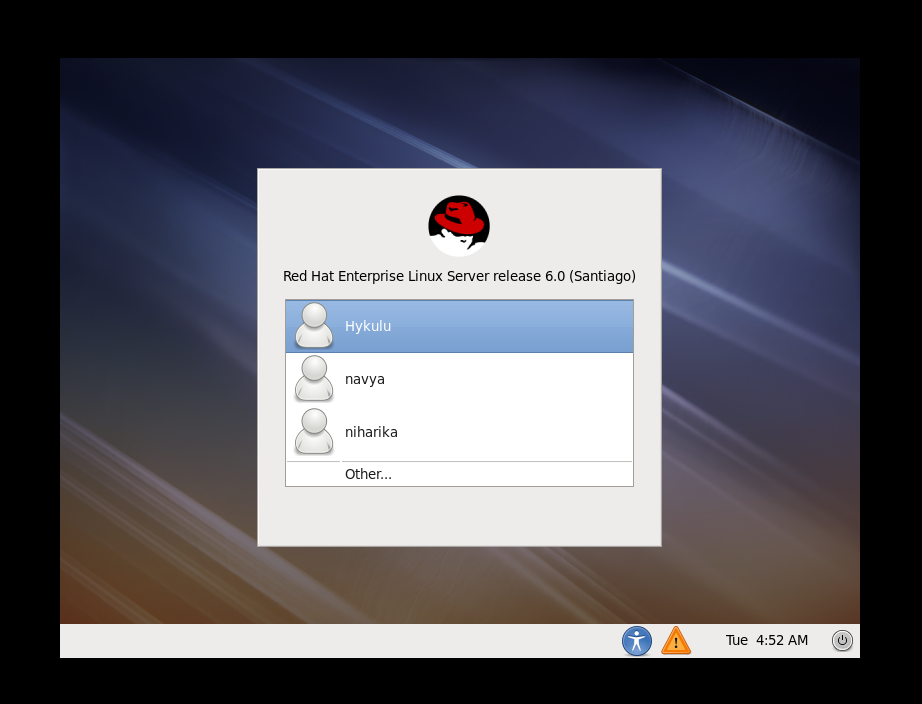 Red Hat Enterprise Linux Server release 6.0 (Santiago)
Hykulu
navya
niharika
Other...
Tue 4:52 AM